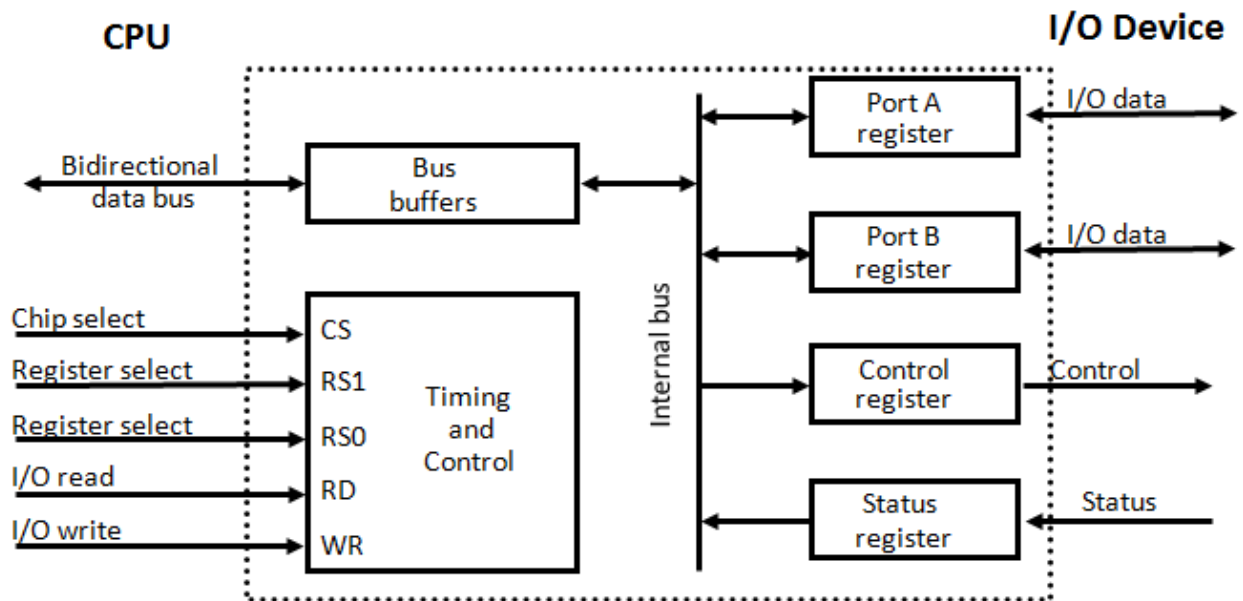 CPU
I/O Device
Bidirectional
data bus
Bus
buffers
Port A
register
I/O data
Port B
register
I/O data
Internal bus
Chip select
CS
Register select
RS1
Register select
RS0
I/O read
RD
I/O write
WR
Timing
and
Control
Control
register
Control
Status
register
Status